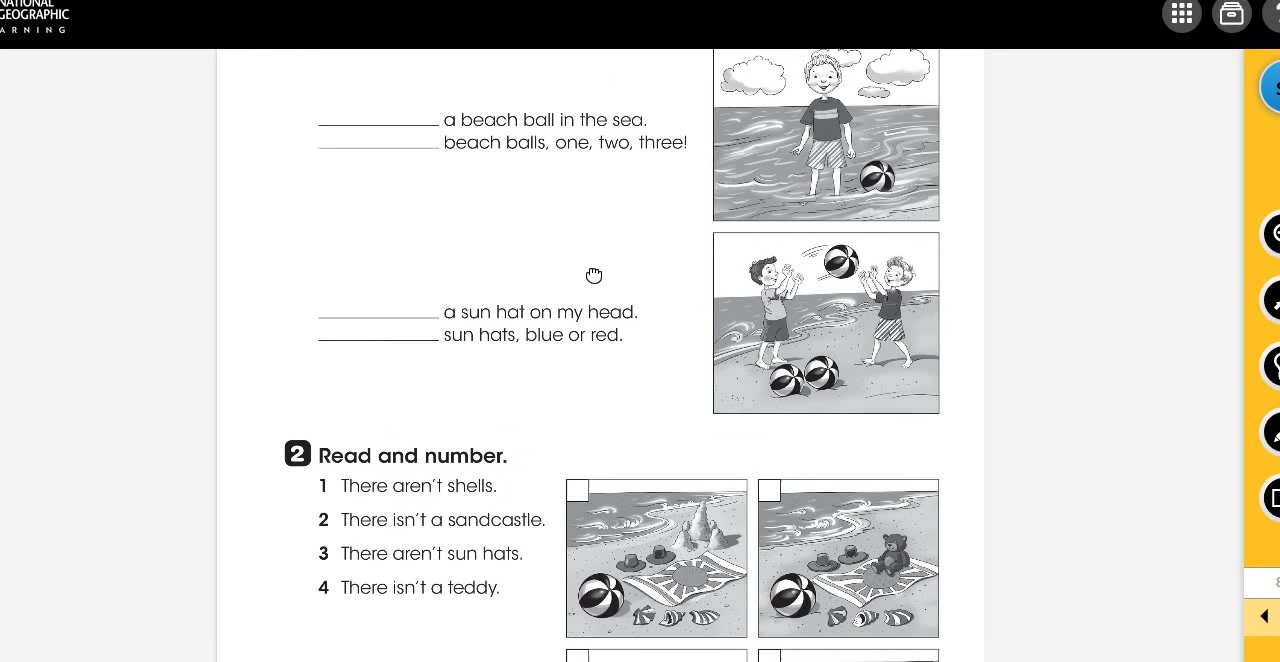 NATIONAL
GEOGRAPHIC
ARNING
a beach ball in the sea.
beach balls, one, two, three!
a sun hat on my head.
sun hats, blue or red.
2 Read and number.
1 There aren't shells.
2 There isn't a sandcastle.
3 There aren't sun hats.
4 There isn't a teddy.